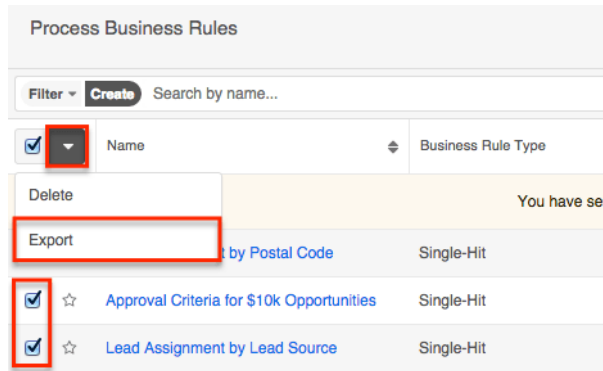 Process Business Rules
Filter Create Search by name...
Name Business Rule Type
Delete You have se
Export t by Postal Code Single-Hit
Approval Criteria for $10k Opportunities Single-Hit
Lead Assignment by Lead Source Single-Hit